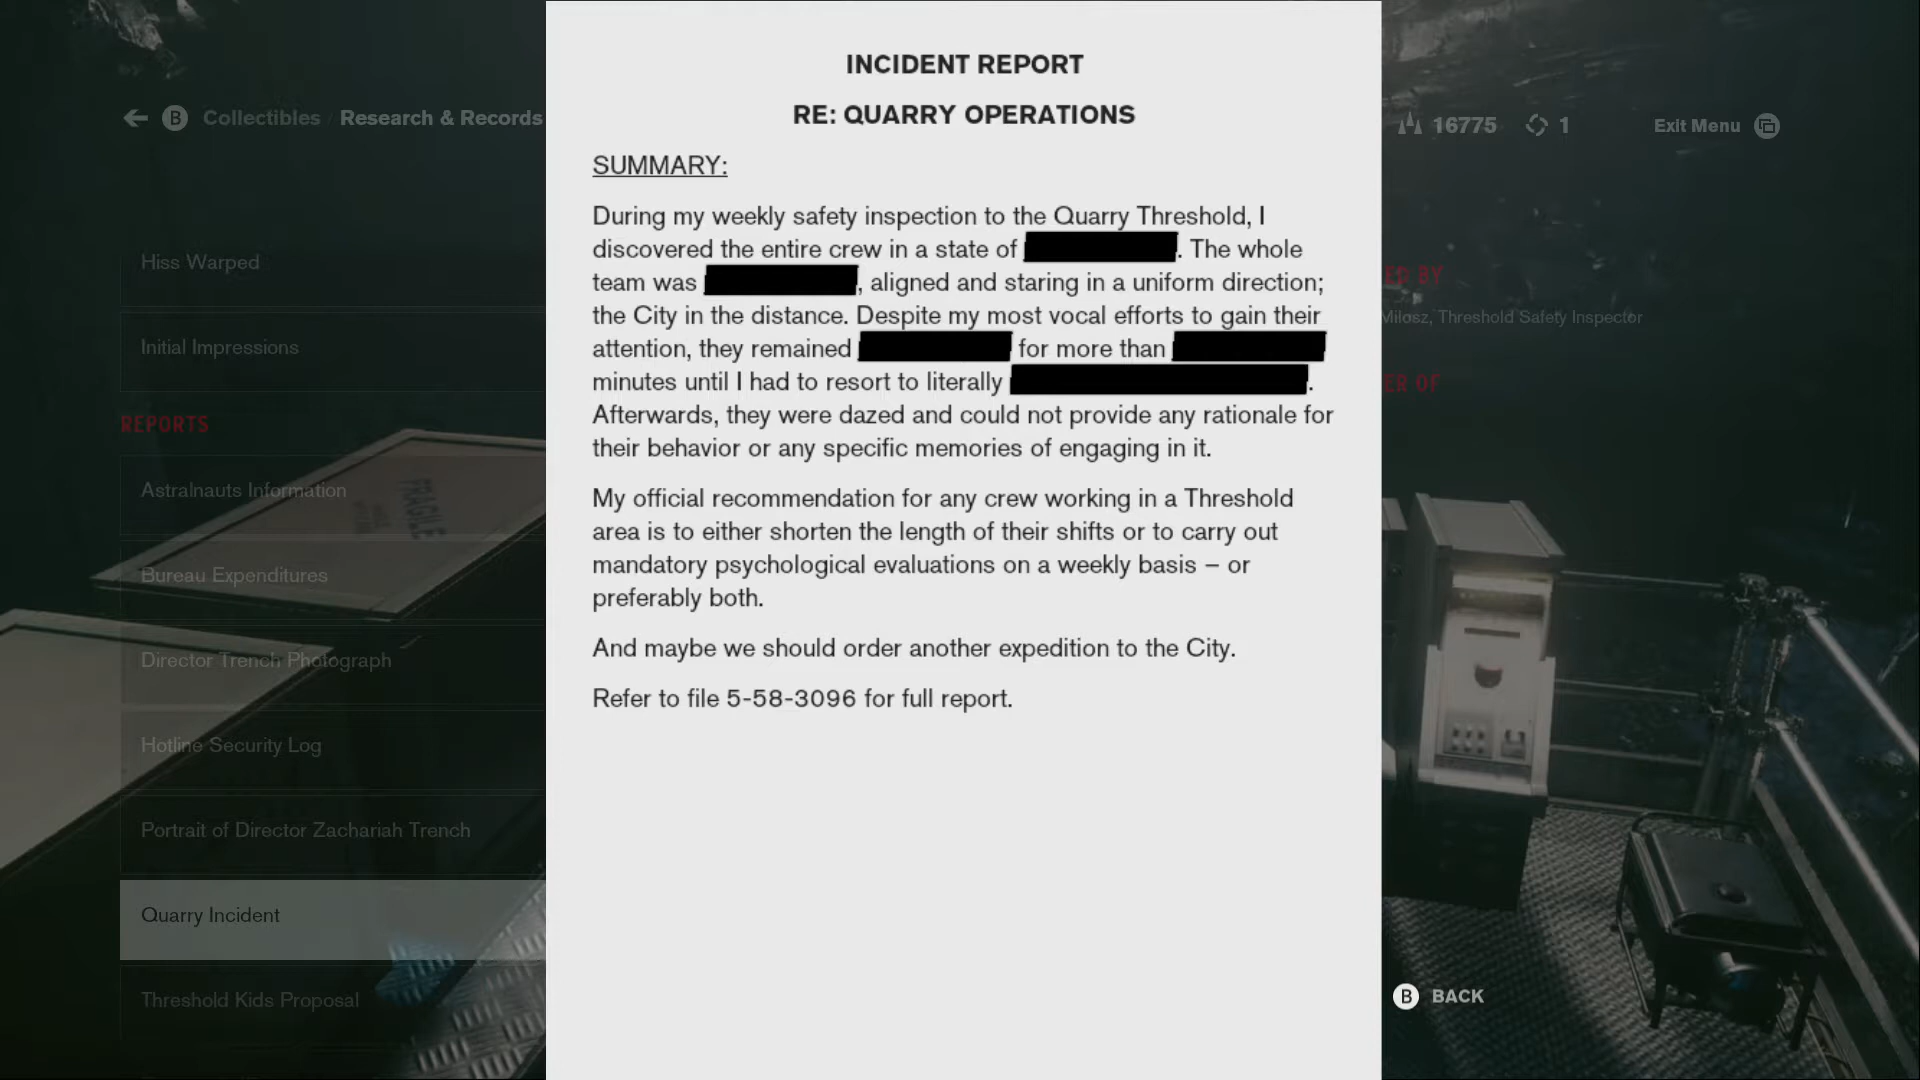 INCIDENT REPORT
RE: QUARRY OPERATIONS
SUMMARY:
During my weekly safety inspection to the Quarry Threshold, I
discovered the entire crew in a state of . The whole
team was , aligned and staring in a uniform direction;
the City in the distance. Despite my most vocal efforts to gain their
attention, they remained for more than
minutes until I had to resort to literally .
Afterwards, they were dazed and could not provide any rationale for
their behavior or any specific memories of engaging in it.
My official recommendation for any crew working in a Threshold
area is to either shorten the length of their shifts or to carry out
mandatory psychological evaluations on a weekly basis – or
preferably both.
And maybe we should order another expedition to the City.
Refer to file 5-58-3096 for full report.
B Collectibles / Research & Records
Hiss Warped
Initial Impressions
REPORTS
Astralnauts Information
Bureau Expenditures
Director Trench Photograph
Hotline Security Log
Portrait of Director Zachariah Trench
Quarry Incident
Threshold Kids Proposal
FRAGILE
16775 1 Exit Menu
ED BY
Milosz, Threshold Safety Inspector
ER OF
B BACK